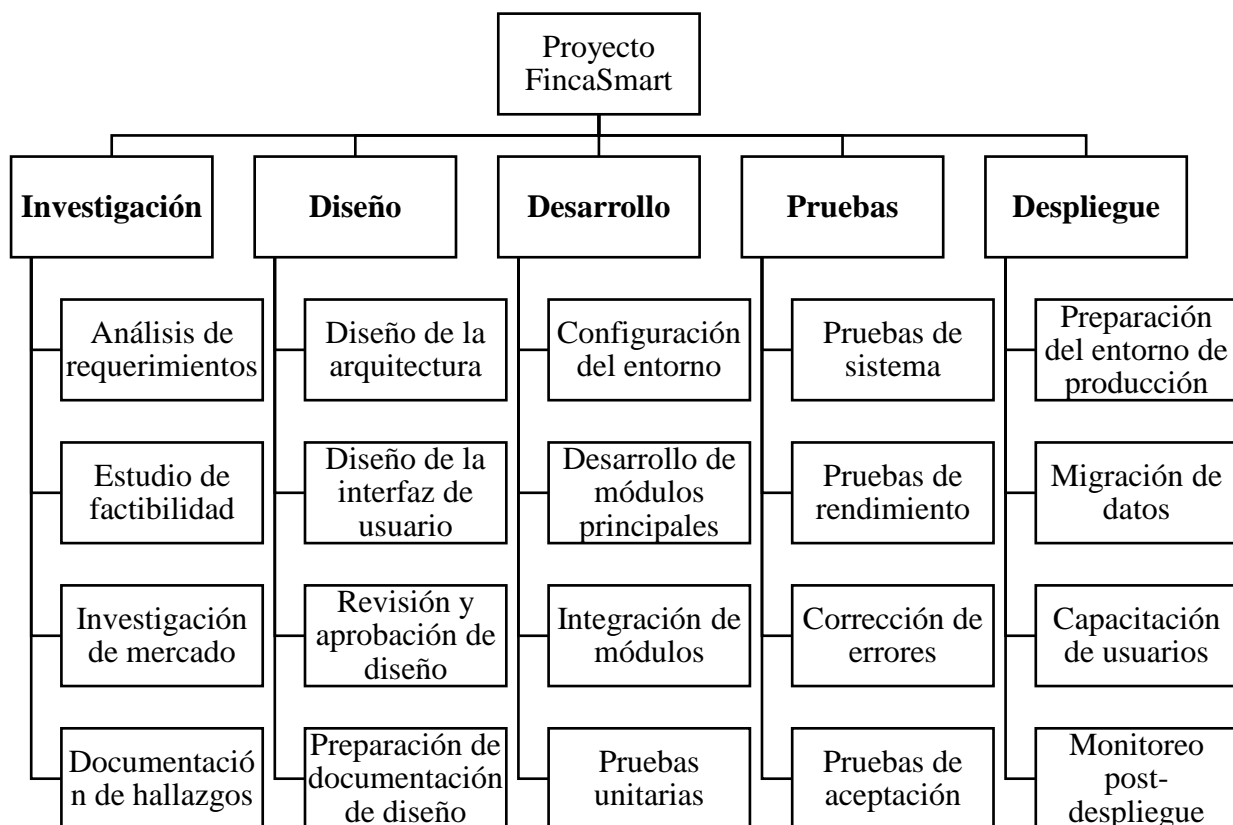 Proyecto
FincaSmart
Investigación
Diseño
Desarrollo
Pruebas
Despliegue
Análisis de
requerimientos
Diseño de la
arquitectura
Configuración
del entorno
Pruebas de
sistema
Preparación
del entorno de
producción
Estudio de
factibilidad
Diseño de la
interfaz de
usuario
Desarrollo de
módulos
principales
Pruebas de
rendimiento
Migración de
datos
Investigación
de mercado
Revisión y
aprobación de
diseño
Integración de
módulos
Corrección de
errores
Capacitación
de usuarios
Documentació
n de hallazgos
Preparación de
documentación
de diseño
Pruebas
unitarias
Pruebas de
aceptación
Monitoreo
post-
despliegue